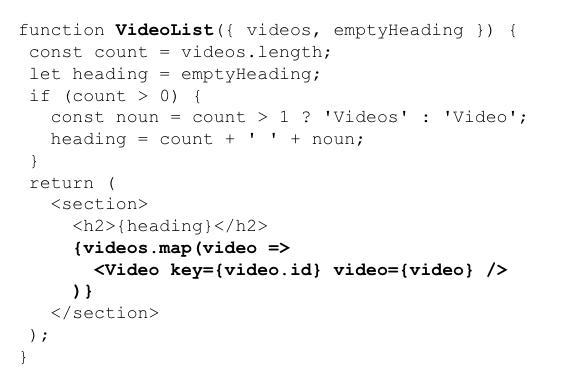 function VideoList({ videos, emptyHeading }) {
 const count = videos.length;
 let heading = emptyHeading;
 if (count > 0) {
   const noun = count > 1 ? 'Videos' : 'Video';
   heading = count + ' ' + noun;
 }
 return (
   <section>
     <h2>{heading}</h2>
     {videos.map(video =>
       <Video key={video.id} video={video} />
     )}
   </section>
 );
}